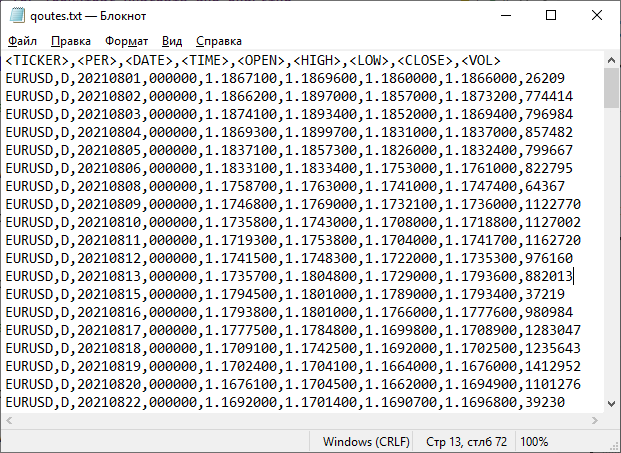 qoutes.txt — Блокнот
Файл Правка Формат Вид Справка
<TICKER>,<PER>,<DATE>,<TIME>,<OPEN>,<HIGH>,<LOW>,<CLOSE>,<VOL>
EURUSD,D,20210801,000000,1.1867100,1.1869600,1.1860000,1.1866000,26209
EURUSD,D,20210802,000000,1.1866200,1.1897000,1.1857000,1.1873200,774414
EURUSD,D,20210803,000000,1.1874100,1.1893400,1.1852000,1.1869400,796984
EURUSD,D,20210804,000000,1.1869300,1.1899700,1.1831000,1.1837000,857482
EURUSD,D,20210805,000000,1.1837100,1.1857300,1.1826000,1.1832400,799667
EURUSD,D,20210806,000000,1.1833100,1.1833400,1.1753000,1.1761000,822795
EURUSD,D,20210808,000000,1.1758700,1.1763000,1.1741000,1.1747400,64367
EURUSD,D,20210809,000000,1.1746800,1.1769000,1.1732100,1.1736000,1122770
EURUSD,D,20210810,000000,1.1735800,1.1743000,1.1708000,1.1718800,1127002
EURUSD,D,20210811,000000,1.1719300,1.1753800,1.1704000,1.1741700,1162720
EURUSD,D,20210812,000000,1.1741500,1.1748300,1.1722000,1.1735300,976160
EURUSD,D,20210813,000000,1.1735700,1.1804800,1.1729000,1.1793600,882013
EURUSD,D,20210815,000000,1.1794500,1.1801000,1.1789000,1.1793400,37219
EURUSD,D,20210816,000000,1.1793800,1.1801000,1.1766000,1.1777600,980984
EURUSD,D,20210817,000000,1.1777500,1.1784800,1.1699800,1.1708900,1283047
EURUSD,D,20210818,000000,1.1709100,1.1742500,1.1692000,1.1702500,1235643
EURUSD,D,20210819,000000,1.1702400,1.1704100,1.1664000,1.1676000,1412952
EURUSD,D,20210820,000000,1.1676100,1.1704500,1.1662000,1.1694900,1101276
EURUSD,D,20210822,000000,1.1692000,1.1701400,1.1690700,1.1696800,39230
Windows (CRLF) Стр 13, стлб 72 100%